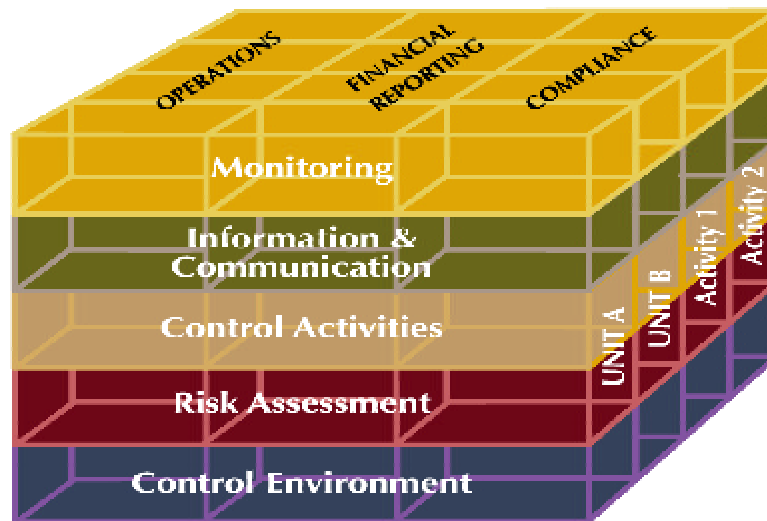 OPERATIONS
FINANCIAL
REPORTING
COMPLIANCE
Monitoring
Information &
Communication
Control Activities
Risk Assessment
Control Environment
UNIT A
UNIT B
Activity 1
Activity 2